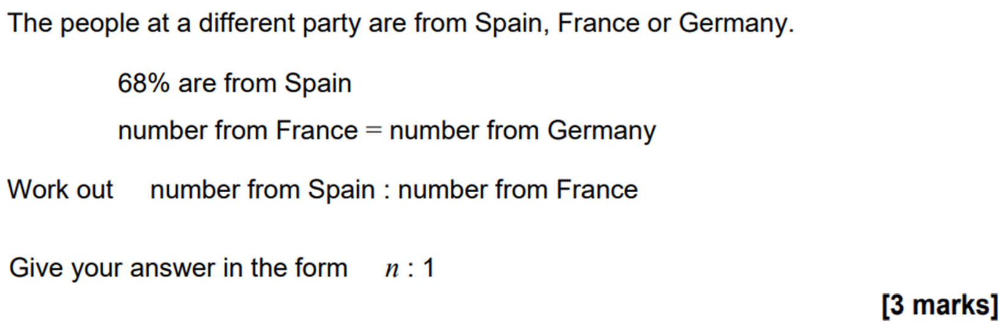 The people at a different party are from Spain, France or Germany.
68% are from Spain
number from France = number from Germany
Work out number from Spain : number from France
Give your answer in the form n : 1
[3 marks]